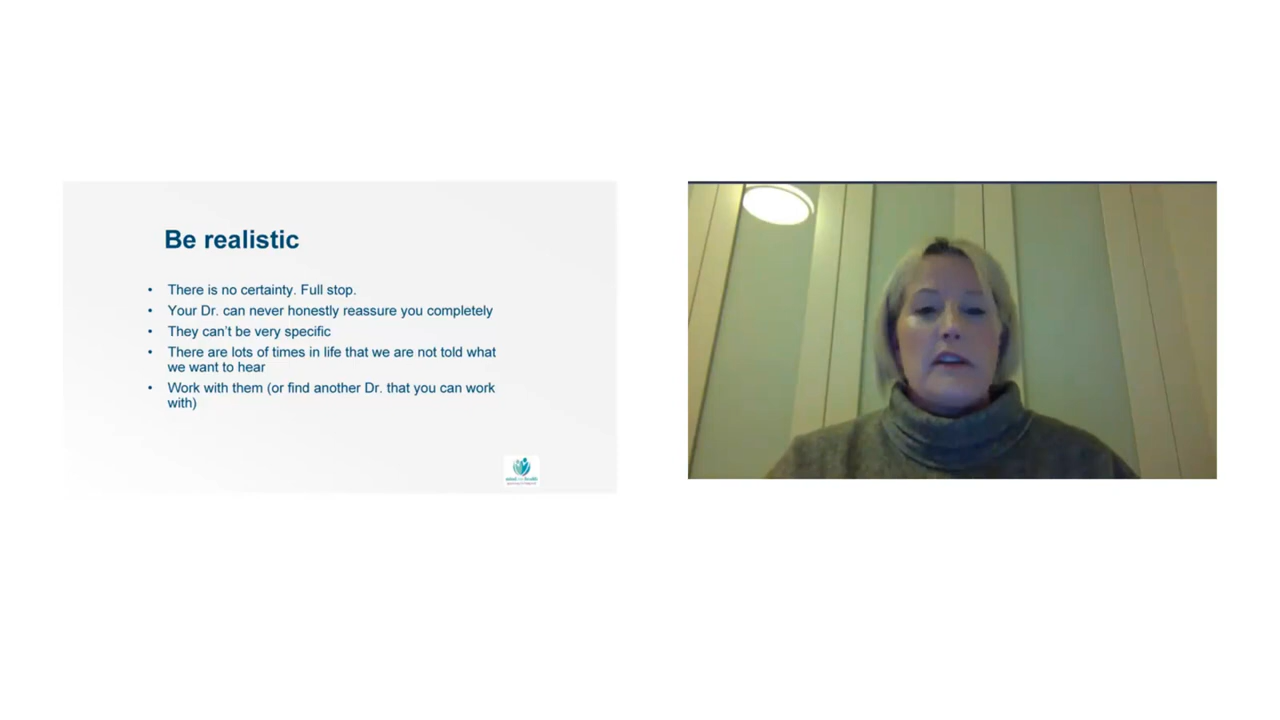 Be realistic
• There is no certainty. Full stop.
• Your Dr. can never honestly reassure you completely
• They can't be very specific
• There are lots of times in life that we are not told what
we want to hear
• Work with them (or find another Dr. that you can work
with)